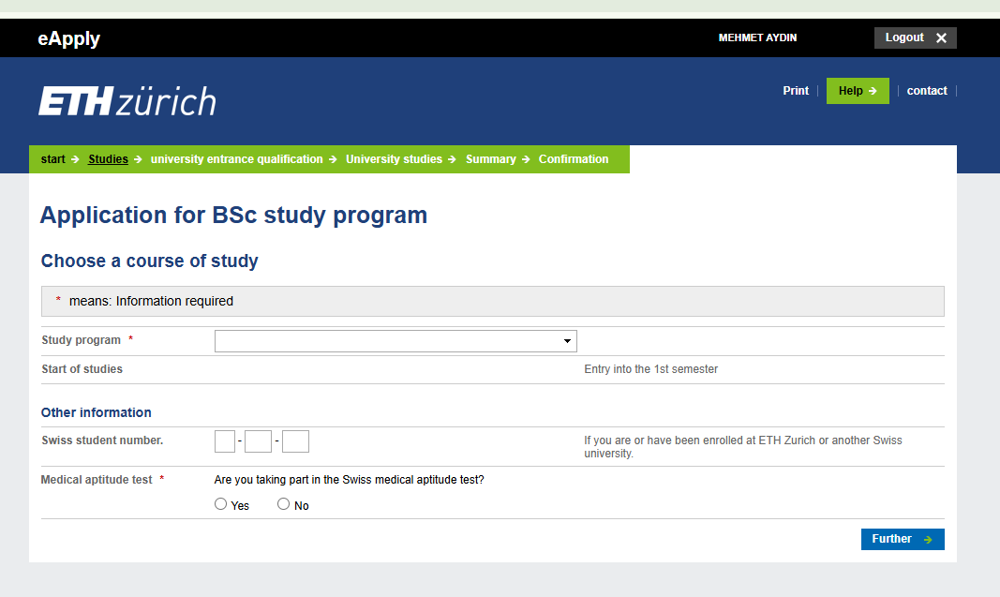 eApply
MEHMET AYDIN
Logout
ETH zürich
Print
Help
contact
start
Studies
university entrance qualification
University studies
Summary
Confirmation
Application for BSc study program
Choose a course of study
* means: Information required
Study program *
Start of studies
Entry into the 1st semester
Other information
Swiss student number.
- -
If you are or have been enrolled at ETH Zurich or another Swiss
university.
Medical aptitude test *
Are you taking part in the Swiss medical aptitude test?
Yes
No
Further